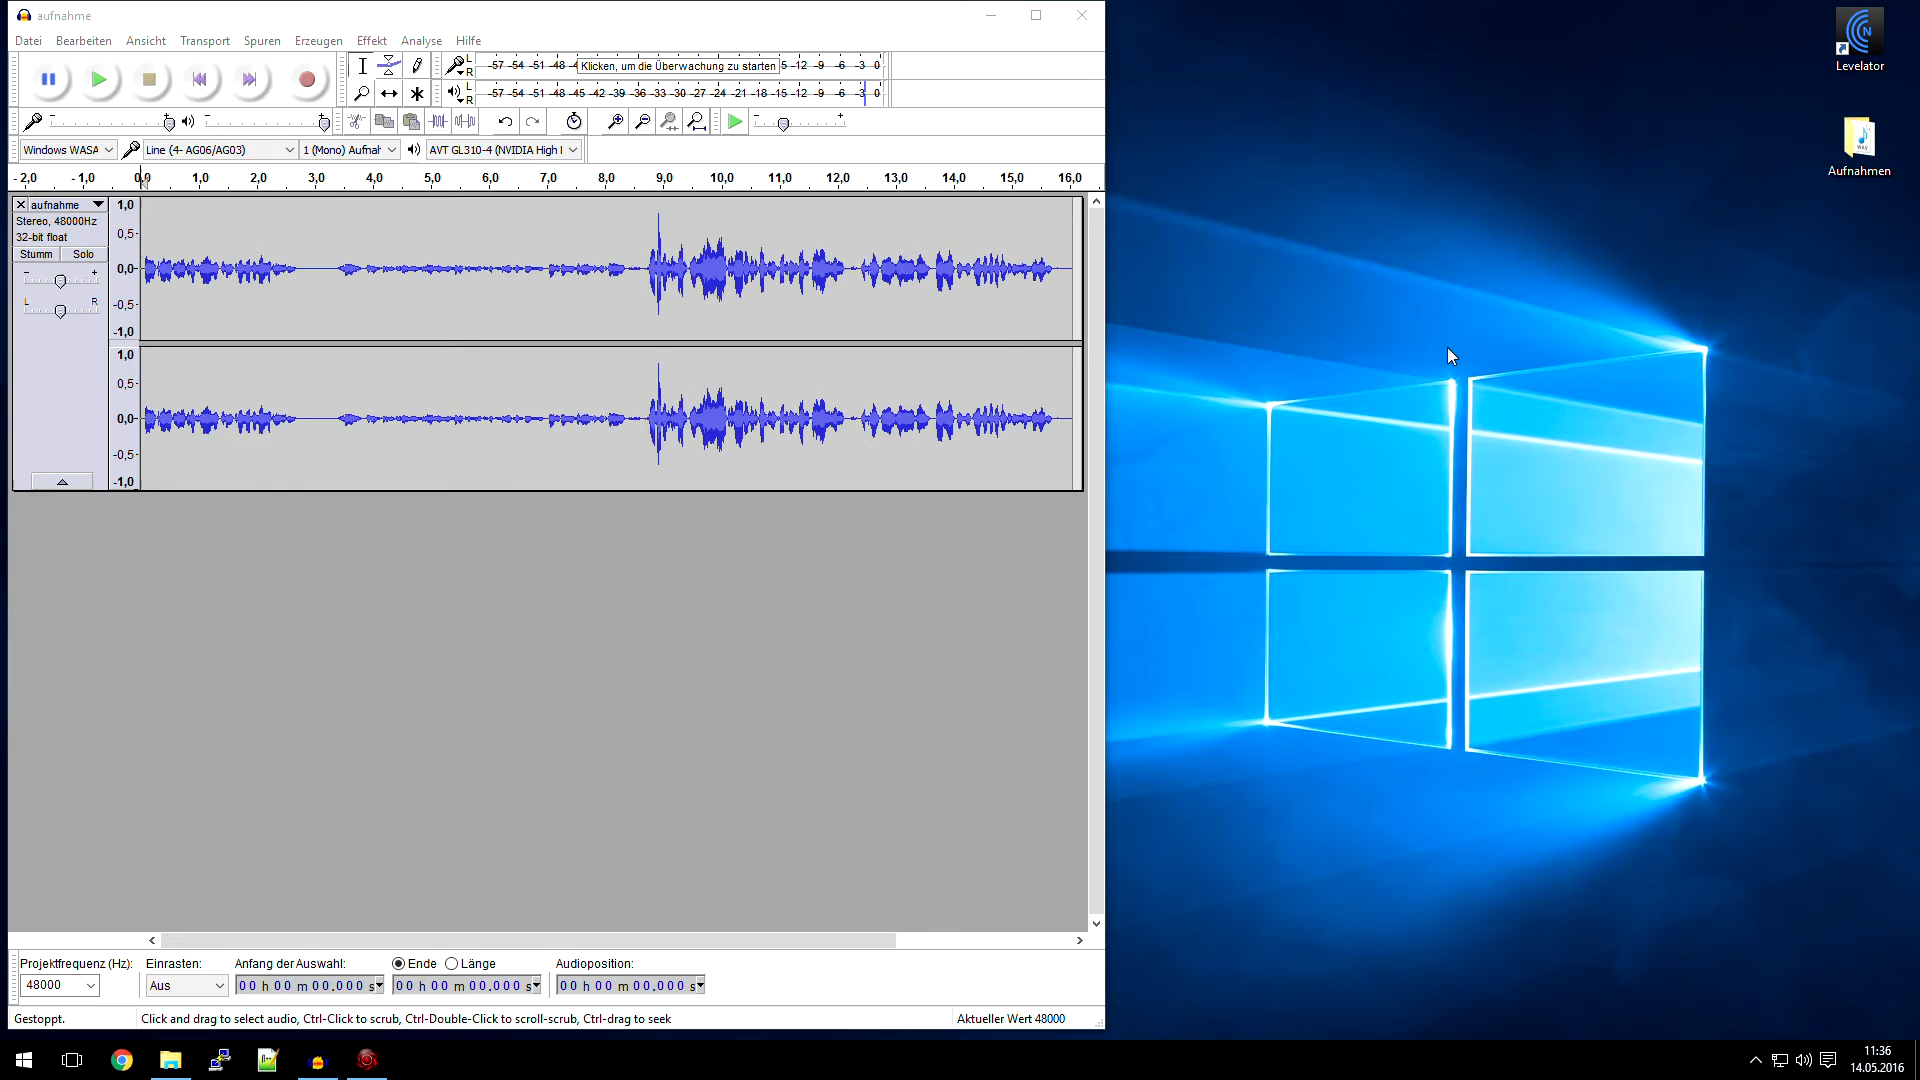 aufnahme
Datei Bearbeiten Ansicht Transport Spuren Erzeugen Effekt Analyse Hilfe
L
R
-57 -54 -51 -48 -4 Klicken, um die Überwachung zu starten 5 -12 -9 -6 -3 0
L
R
-57 -54 -51 -48 -45 -42 -39 -36 -33 -30 -27 -24 -21 -18 -15 -12 -9 -6 -3 0
- + - + - +
Windows WASA Line (4- AG06/AG03) 1 (Mono) Aufnah AVT GL310-4 (NVIDIA High
- 2,0 - 1,0 0,0 1,0 2,0 3,0 4,0 5,0 6,0 7,0 8,0 9,0 10,0 11,0 12,0 13,0 14,0 15,0 16,0
aufnahme
Stereo, 48000Hz
32-bit float
Stumm Solo
- +
L R
1,0
0,5
0,0
-0,5
-1,0
1,0
0,5
0,0
-0,5
-1,0
Projektfrequenz (Hz): Einrasten: Anfang der Auswahl: Ende Länge Audioposition:
48000 Aus 00 h 00 m 00.000 s 00 h 00 m 00.000 s 00 h 00 m 00.000 s
Gestoppt. Click and drag to select audio, Ctrl-Click to scrub, Ctrl-Double-Click to scroll-scrub, Ctrl-drag to seek Aktueller Wert 48000
N
Levelator
WAV
Aufnahmen
11:36
14.05.2016